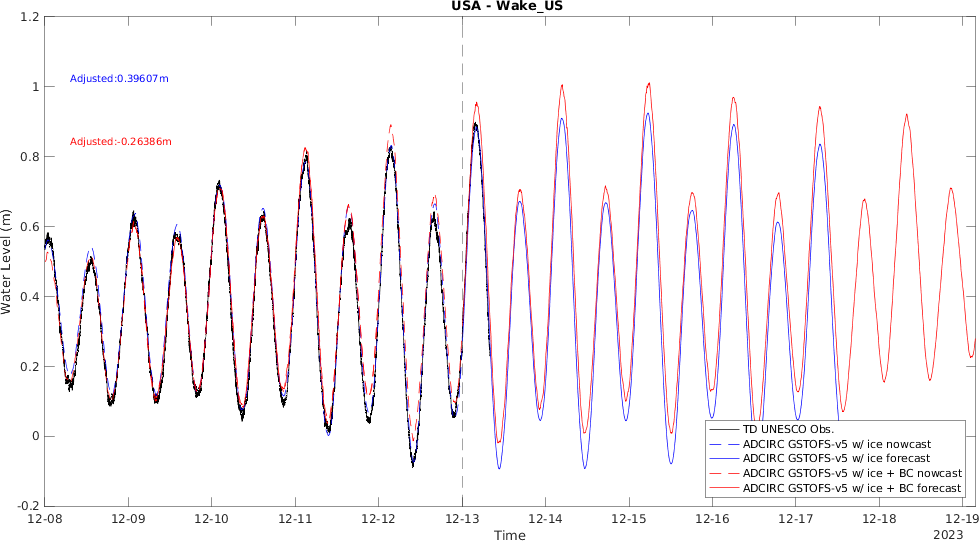 USA - Wake_US
1.2
1
0.8
0.6
0.4
0.2
0
-0.2
Water Level (m)
Adjusted:0.39607m
Adjusted:-0.26386m
TD UNESCO Obs.
ADCIRC GSTOFS-v5 w/ ice nowcast
ADCIRC GSTOFS-v5 w/ ice forecast
ADCIRC GSTOFS-v5 w/ ice + BC nowcast
ADCIRC GSTOFS-v5 w/ ice + BC forecast
12-08 12-09 12-10 12-11 12-12 12-13 12-14 12-15 12-16 12-17 12-18 12-19
Time
2023